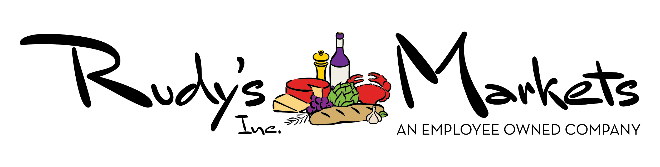 Rudy's Markets
Inc.
AN EMPLOYEE OWNED COMPANY